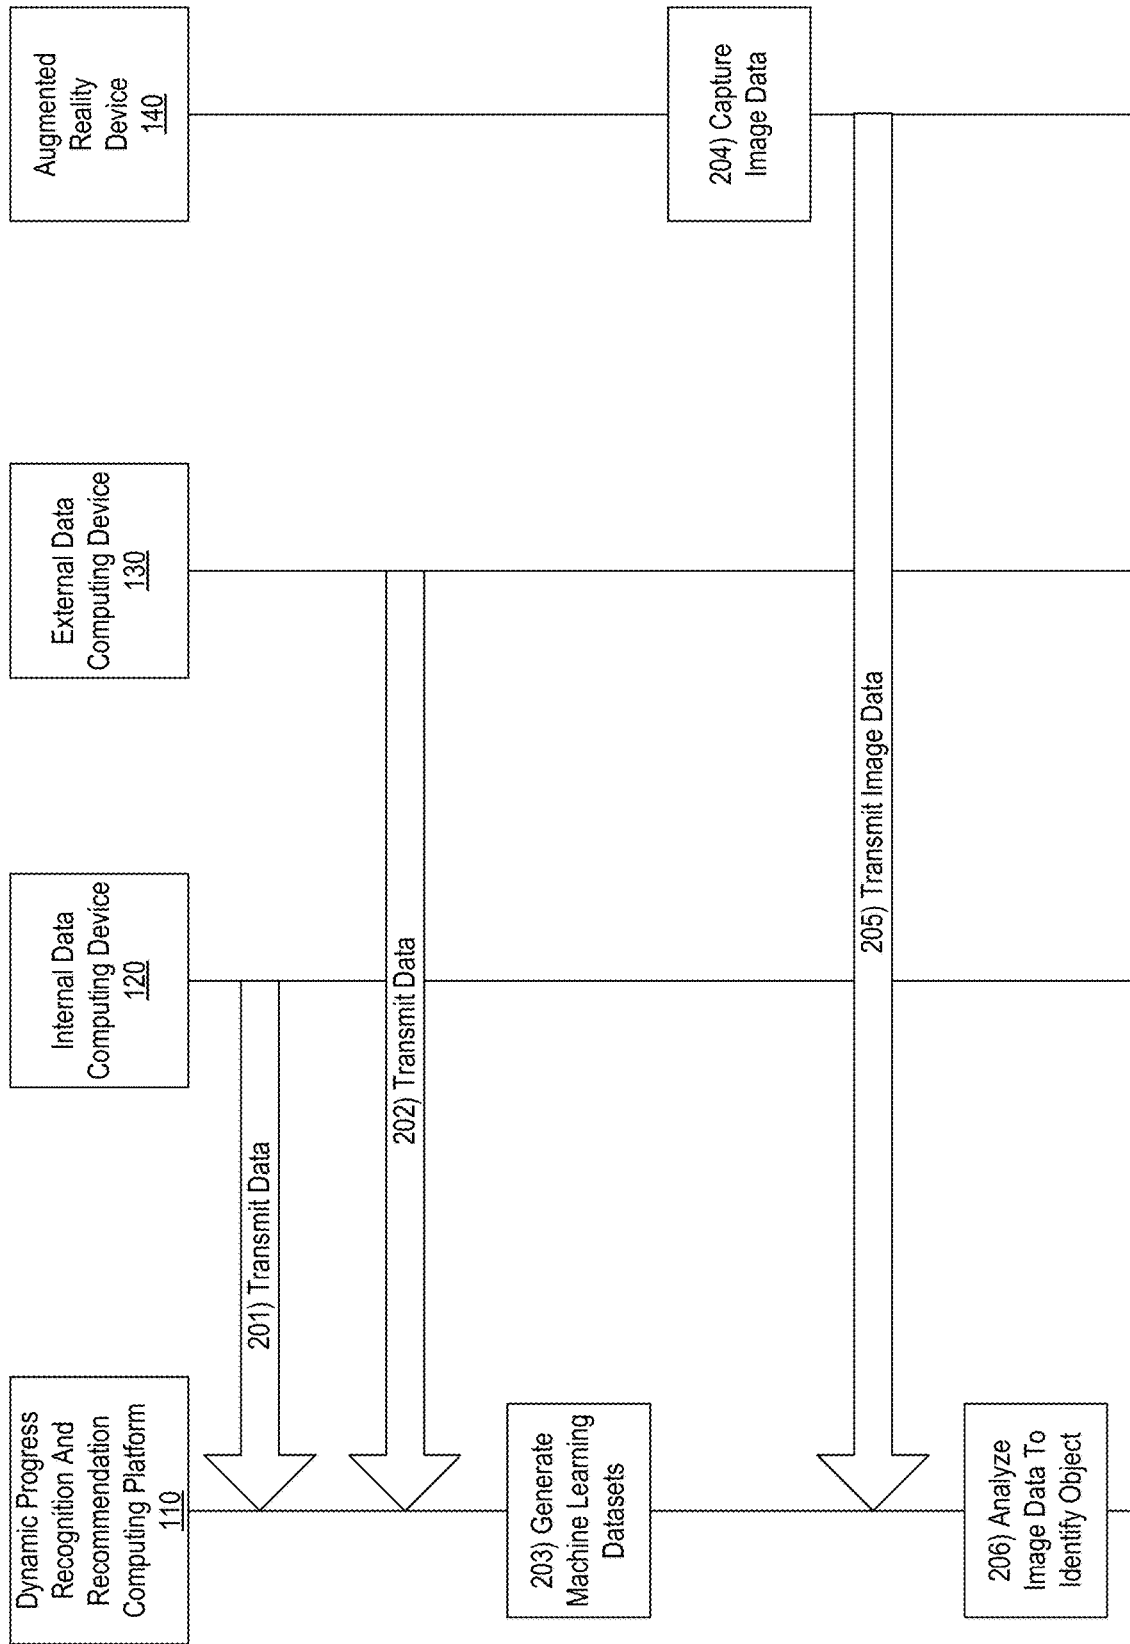 Dynamic Progress
Recognition And
Recommendation
Computing Platform
110
Internal Data
Computing Device
120
External Data
Computing Device
130
Augmented
Reality
Device
140
201) Transmit Data
202) Transmit Data
203) Generate
Machine Learning
Datasets
204) Capture
Image Data
205) Transmit Image Data
206) Analyze
Image Data To
Identify Object